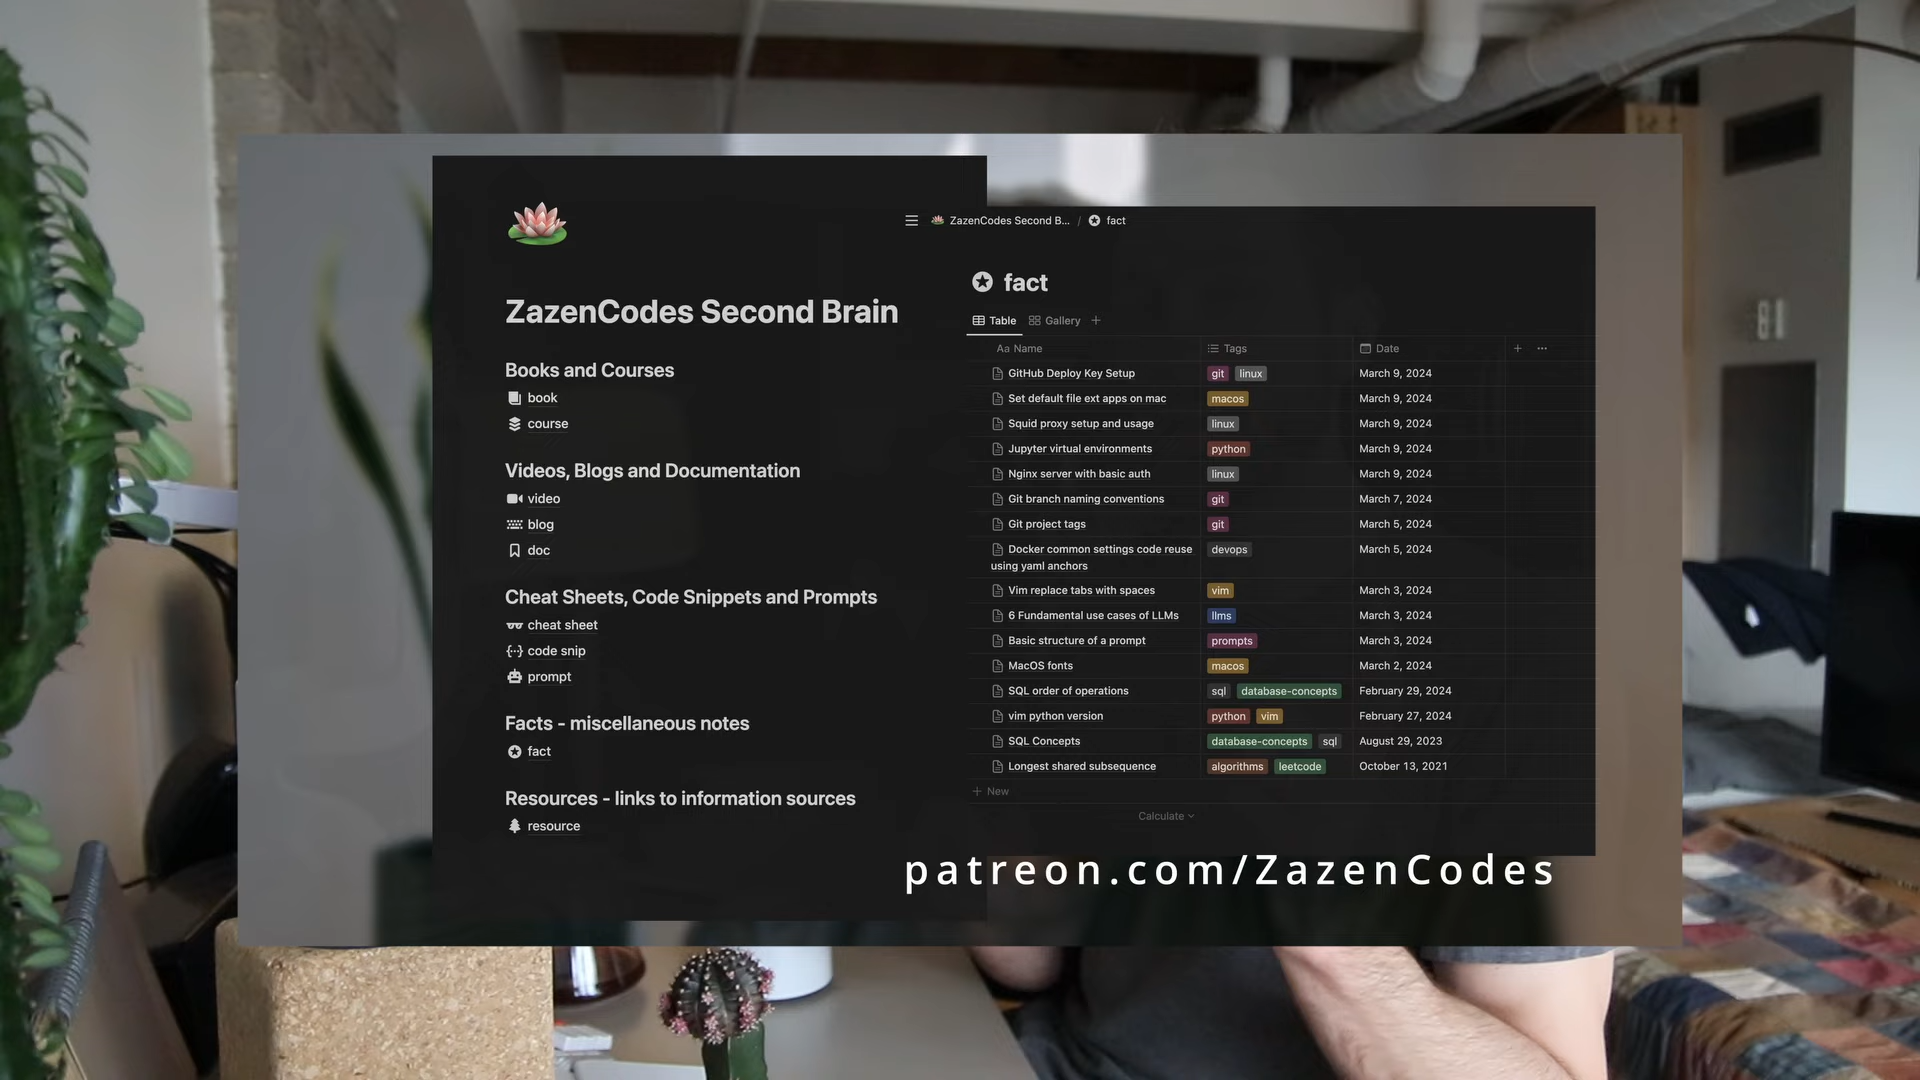 ZazenCodes Second Brain
Books and Courses
book
course
Videos, Blogs and Documentation
video
blog
doc
Cheat Sheets, Code Snippets and Prompts
cheat sheet
code snip
prompt
Facts - miscellaneous notes
fact
Resources - links to information sources
resource
ZazenCodes Second B... / fact
fact
Table Gallery +
Aa Name Tags Date + ...
GitHub Deploy Key Setup git linux March 9, 2024
Set default file ext apps on mac macos March 9, 2024
Squid proxy setup and usage linux March 9, 2024
Jupyter virtual environments python March 9, 2024
Nginx server with basic auth linux March 9, 2024
Git branch naming conventions git March 7, 2024
Git project tags git March 5, 2024
Docker common settings code reuse devops March 5, 2024
using yaml anchors
Vim replace tabs with spaces vim March 3, 2024
6 Fundamental use cases of LLMs llms March 3, 2024
Basic structure of a prompt prompts March 3, 2024
MacOS fonts macos March 2, 2024
SQL order of operations sql database-concepts February 29, 2024
vim python version python vim February 27, 2024
SQL Concepts database-concepts sql August 29, 2023
Longest shared subsequence algorithms leetcode October 13, 2021
+ New
Calculate
patreon.com/ZazenCodes